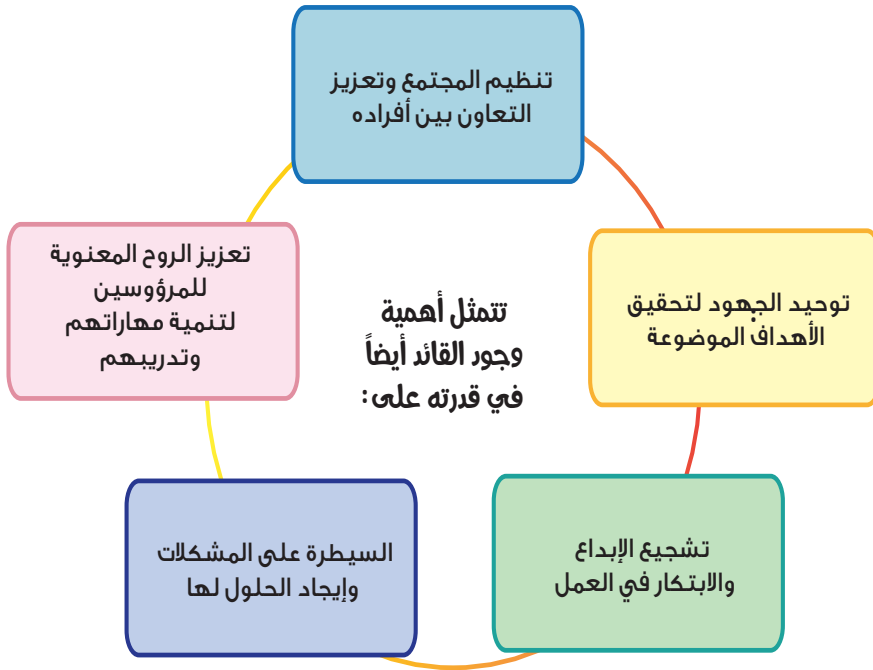 تتمثل أهمية
وجود القائد أيضاً
في قدرته على:
تنظيم المجتمع وتعزيز
التعاون بين أفراده
توحيد الجهود لتحقيق
الأهداف الموضوعة
تشجيع الإبداع
والابتكار في العمل
السيطرة على المشكلات
وإيجاد الحلول لها
تعزيز الروح المعنوية
للمرؤوسين
لتنمية مهاراتهم
وتدريبهم